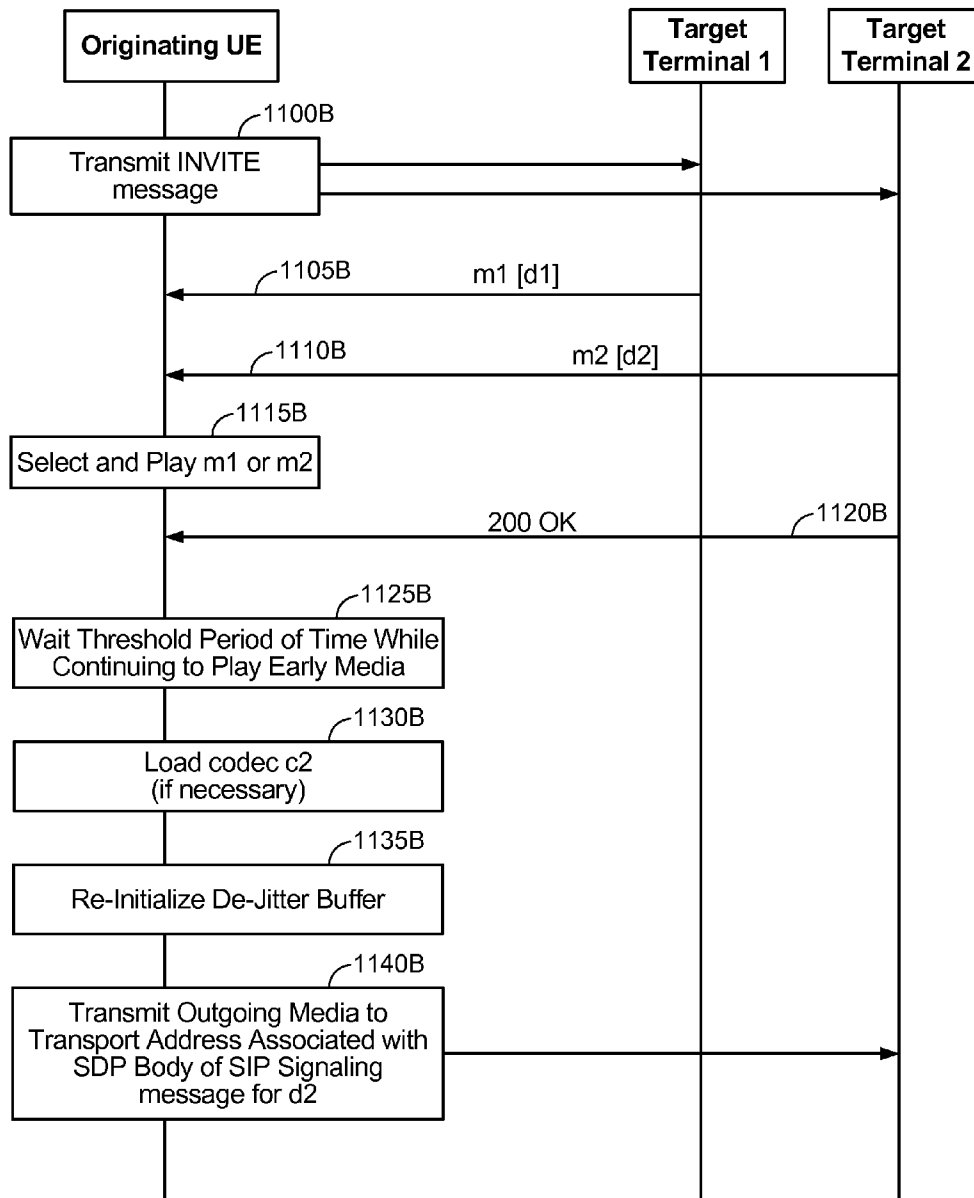 Originating UE
Target
Terminal 1
Target
Terminal 2
1100B
Transmit INVITE
message
1105B
m1 [d1]
1110B
m2 [d2]
1115B
Select and Play m1 or m2
200 OK
1120B
1125B
Wait Threshold Period of Time While
Continuing to Play Early Media
1130B
Load codec c2
(if necessary)
1135B
Re-Initialize De-Jitter Buffer
1140B
Transmit Outgoing Media to
Transport Address Associated with
SDP Body of SIP Signaling
message for d2